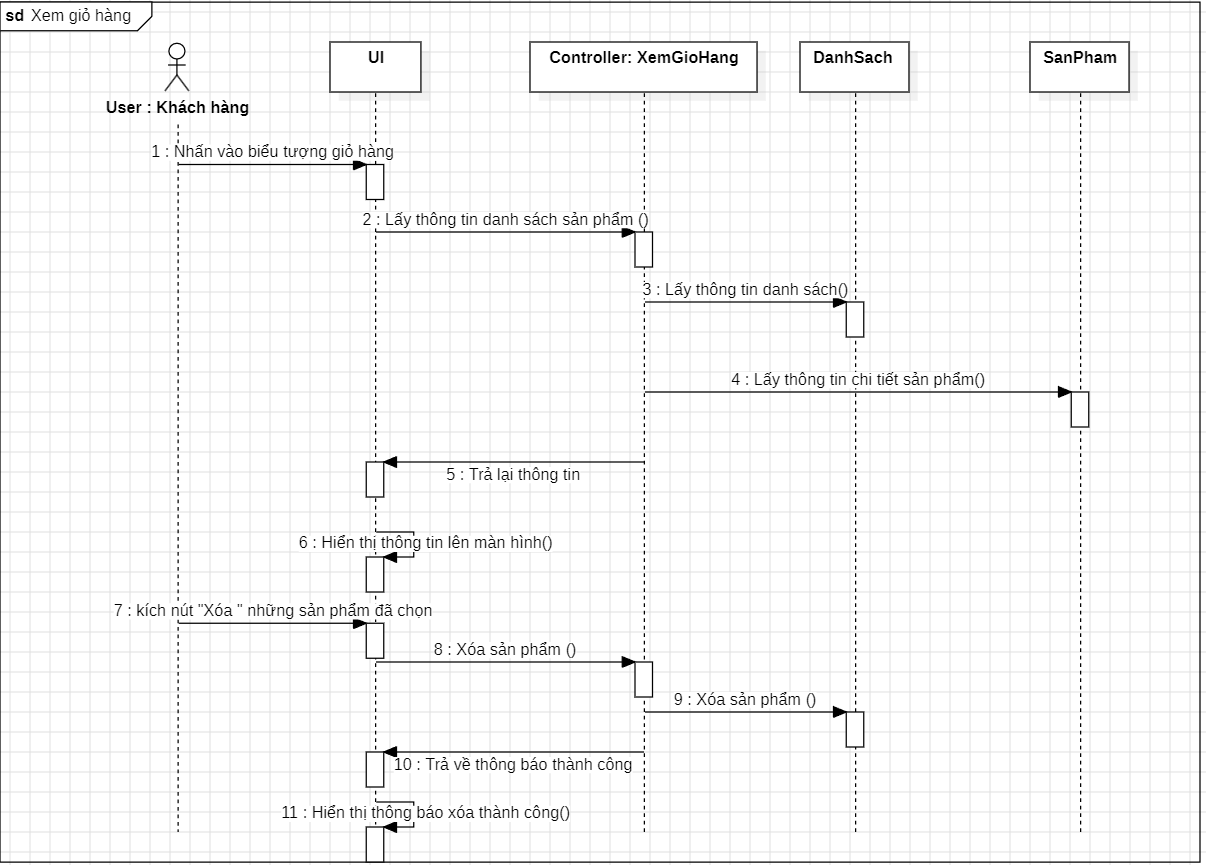 sd Xem giỏ hàng
User : Khách hàng
UI
Controller: XemGioHang
DanhSach
SanPham
1 : Nhấn vào biểu tượng giỏ hàng
2 : Lấy thông tin danh sách sản phẩm ()
3 : Lấy thông tin danh sách()
4 : Lấy thông tin chi tiết sản phẩm()
5 : Trả lại thông tin
6 : Hiển thị thông tin lên màn hình()
7 : kích nút "Xóa " những sản phẩm đã chọn
8 : Xóa sản phẩm ()
9 : Xóa sản phẩm ()
10 : Trả về thông báo thành công
11 : Hiển thị thông báo xóa thành công()